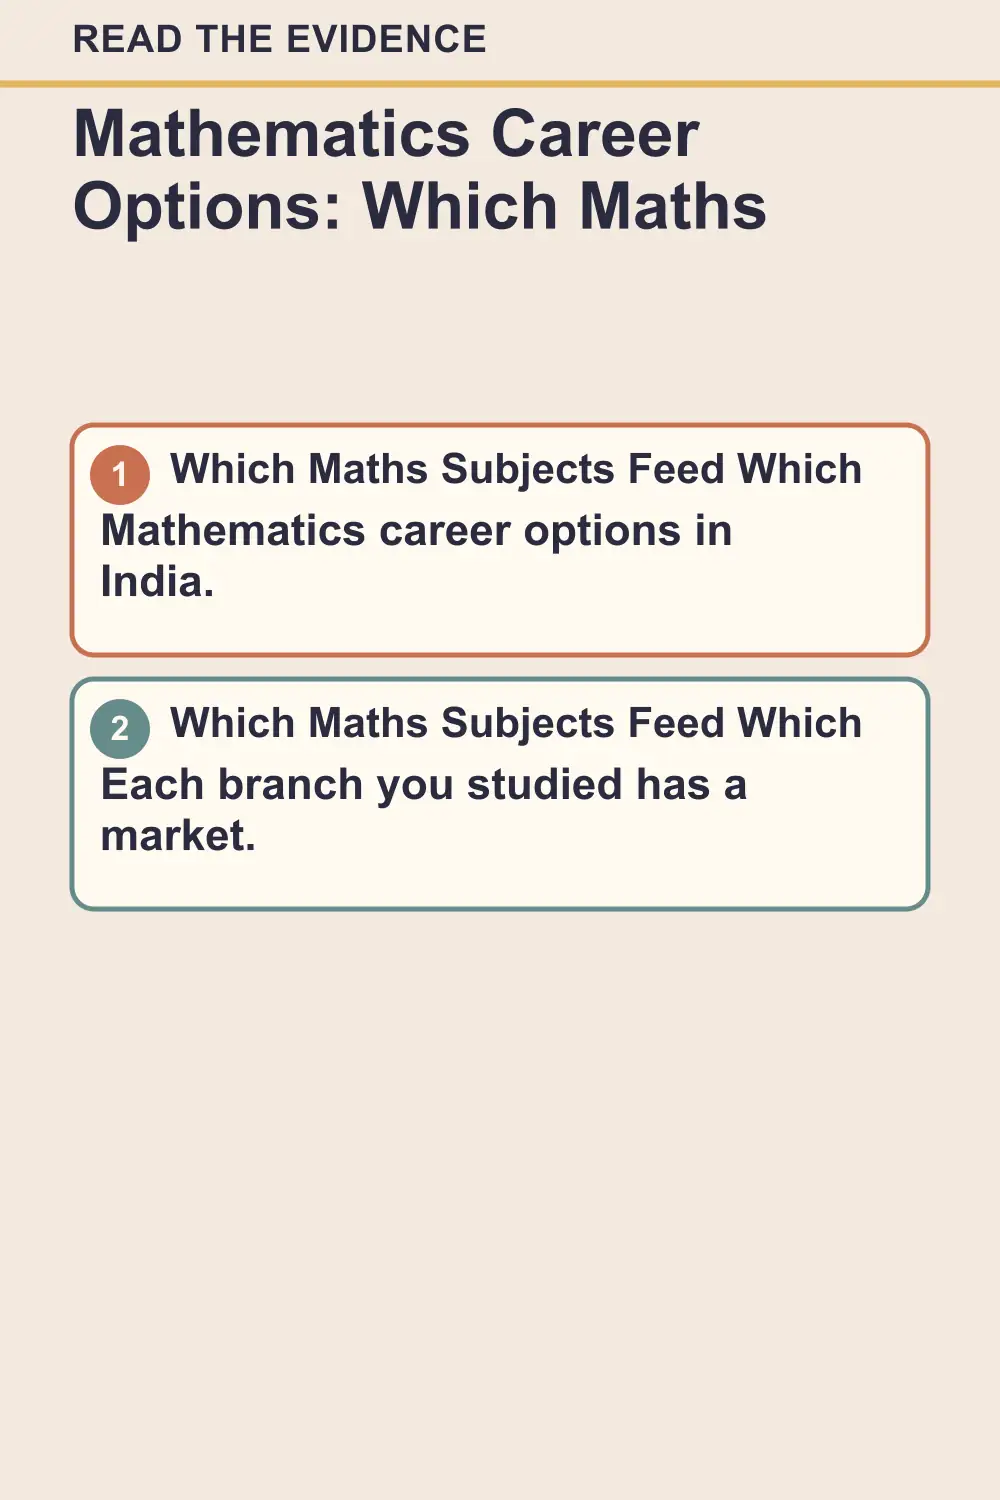 READ THE EVIDENCE
Mathematics Career
Options: Which Maths
1 Which Maths Subjects Feed Which
Mathematics career options in
India.
2 Which Maths Subjects Feed Which
Each branch you studied has a
market.